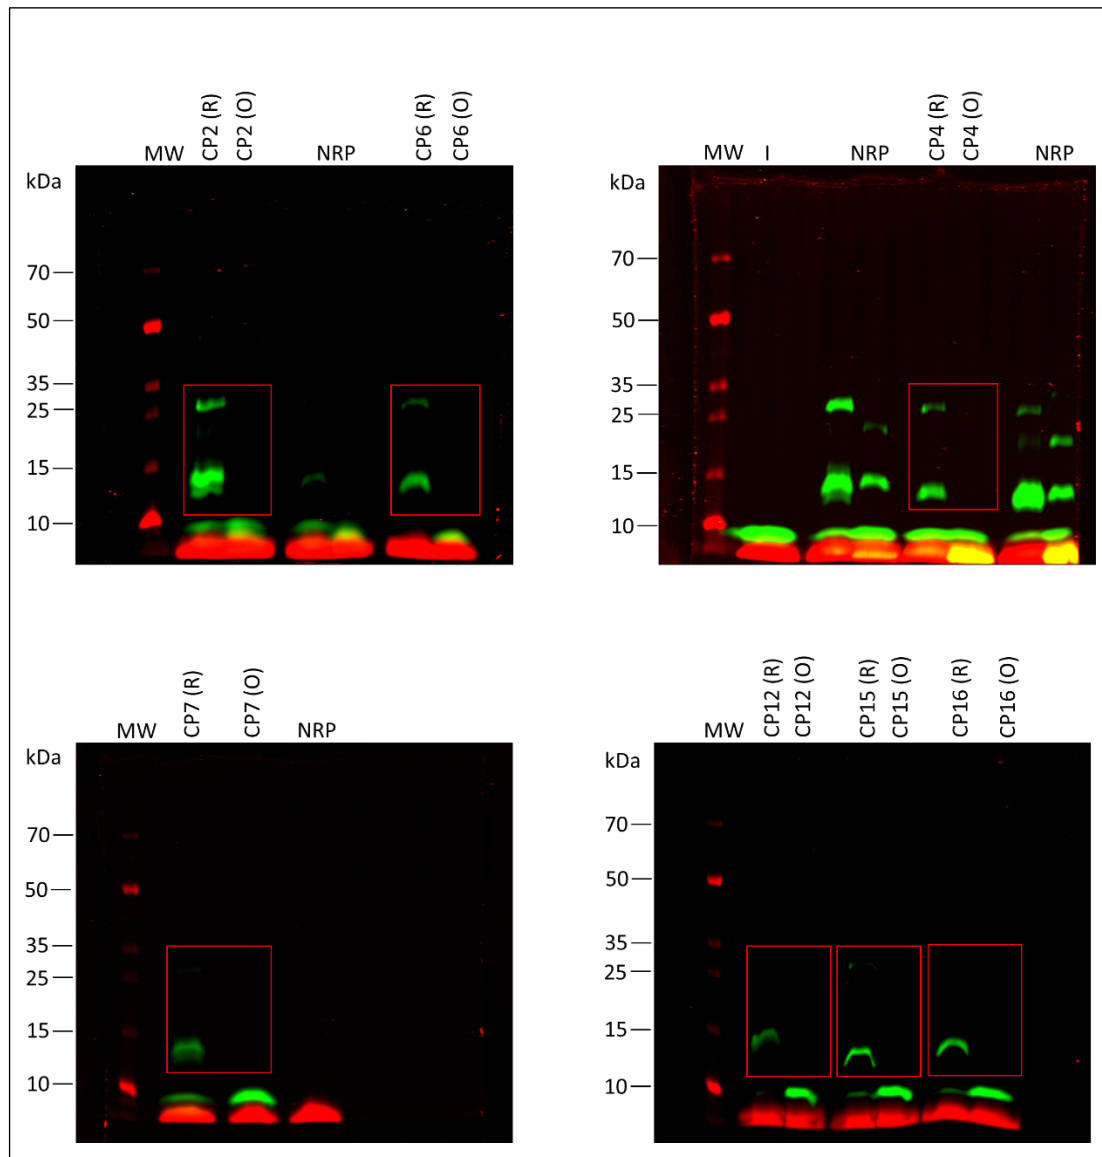 CP2 (R)
CP2 (O)
CP6 (R)
CP6 (O)
MW
NRP
kDa
70
50
35
25
15
10
CP4 (R)
CP4 (O)
MW
I
NRP
NRP
kDa
70
50
35
25
15
10
CP7 (R)
CP7 (O)
MW
NRP
kDa
70
50
35
25
15
10
CP12 (R)
CP12 (O)
CP15 (R)
CP15 (O)
CP16 (R)
CP16 (O)
MW
kDa
70
50
35
25
15
10